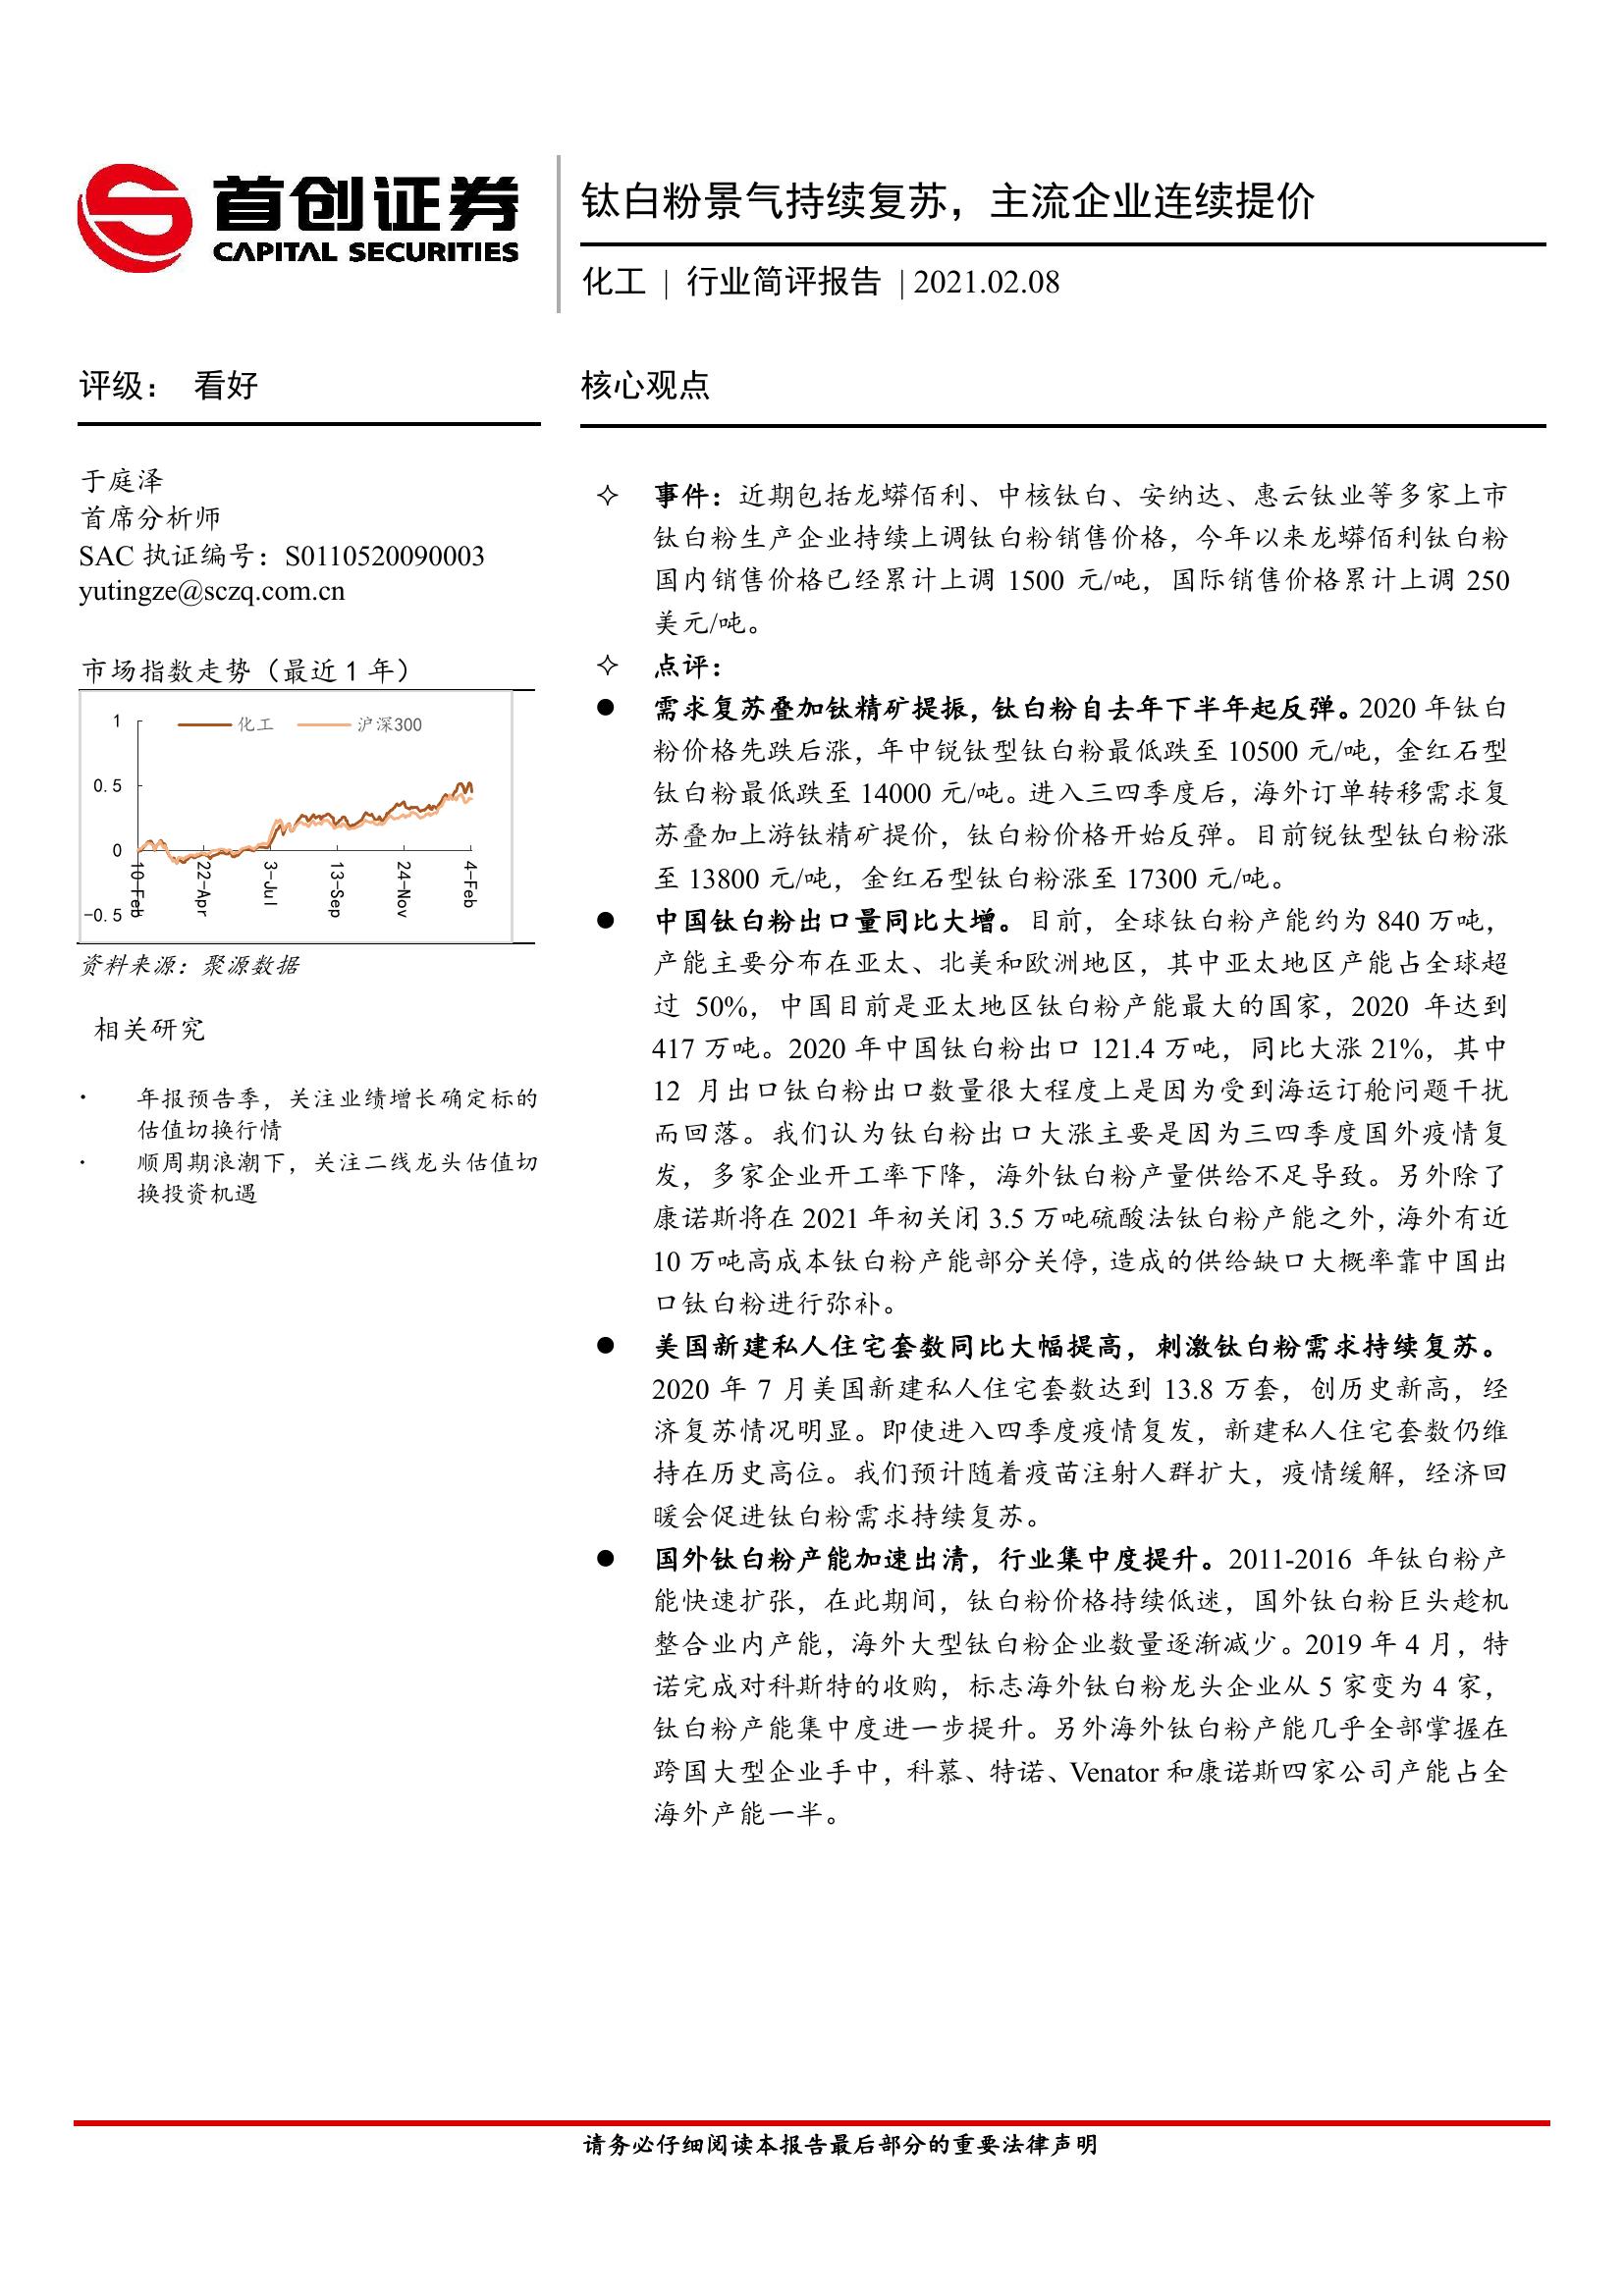 首创证券
CAPITAL SECURITIES
钛白粉景气持续复苏，主流企业连续提价
化工 | 行业简评报告 | 2021.02.08
评级： 看好
于庭泽
首席分析师
SAC 执证编号：S0110520090003
yutingze@sczq.com.cn
市场指数走势（最近 1 年）
化工 沪深300
1
0.5
0
-0.5
10-Feb
22-Apr
3-Jul
13-Sep
24-Nov
4-Feb
资料来源：聚源数据
相关研究
· 年报预告季，关注业绩增长确定标的
估值切换行情
· 顺周期浪潮下，关注二线龙头估值切
换投资机遇
核心观点
✧ 事件：近期包括龙蟒佰利、中核钛白、安纳达、惠云钛业等多家上市
钛白粉生产企业持续上调钛白粉销售价格，今年以来龙蟒佰利钛白粉
国内销售价格已经累计上调 1500 元/吨，国际销售价格累计上调 250
美元/吨。
✧ 点评：
● 需求复苏叠加钛精矿提振，钛白粉自去年下半年起反弹。2020 年钛白
粉价格先跌后涨，年中锐钛型钛白粉最低跌至 10500 元/吨，金红石型
钛白粉最低跌至 14000 元/吨。进入三四季度后，海外订单转移需求复
苏叠加上游钛精矿提价，钛白粉价格开始反弹。目前锐钛型钛白粉涨
至 13800 元/吨，金红石型钛白粉涨至 17300 元/吨。
● 中国钛白粉出口量同比大增。目前，全球钛白粉产能约为 840 万吨，
产能主要分布在亚太、北美和欧洲地区，其中亚太地区产能占全球超
过 50%，中国目前是亚太地区钛白粉产能最大的国家，2020 年达到
417 万吨。2020 年中国钛白粉出口 121.4 万吨，同比大涨 21%，其中
12 月出口钛白粉出口数量很大程度上是因为受到海运订舱问题干扰
而回落。我们认为钛白粉出口大涨主要是因为三四季度国外疫情复
发，多家企业开工率下降，海外钛白粉产量供给不足导致。另外除了
康诺斯将在 2021 年初关闭 3.5 万吨硫酸法钛白粉产能之外，海外有近
10 万吨高成本钛白粉产能部分关停，造成的供给缺口大概率靠中国出
口钛白粉进行弥补。
● 美国新建私人住宅套数同比大幅提高，刺激钛白粉需求持续复苏。
2020 年 7 月美国新建私人住宅套数达到 13.8 万套，创历史新高，经
济复苏情况明显。即使进入四季度疫情复发，新建私人住宅套数仍维
持在历史高位。我们预计随着疫苗注射人群扩大，疫情缓解，经济回
暖会促进钛白粉需求持续复苏。
● 国外钛白粉产能加速出清，行业集中度提升。2011-2016 年钛白粉产
能快速扩张，在此期间，钛白粉价格持续低迷，国外钛白粉巨头趁机
整合业内产能，海外大型钛白粉企业数量逐渐减少。2019 年 4 月，特
诺完成对科斯特的收购，标志海外钛白粉龙头企业从 5 家变为 4 家，
钛白粉产能集中度进一步提升。另外海外钛白粉产能几乎全部掌握在
跨国大型企业手中，科慕、特诺、Venator 和康诺斯四家公司产能占全
海外产能一半。
请务必仔细阅读本报告最后部分的重要法律声明